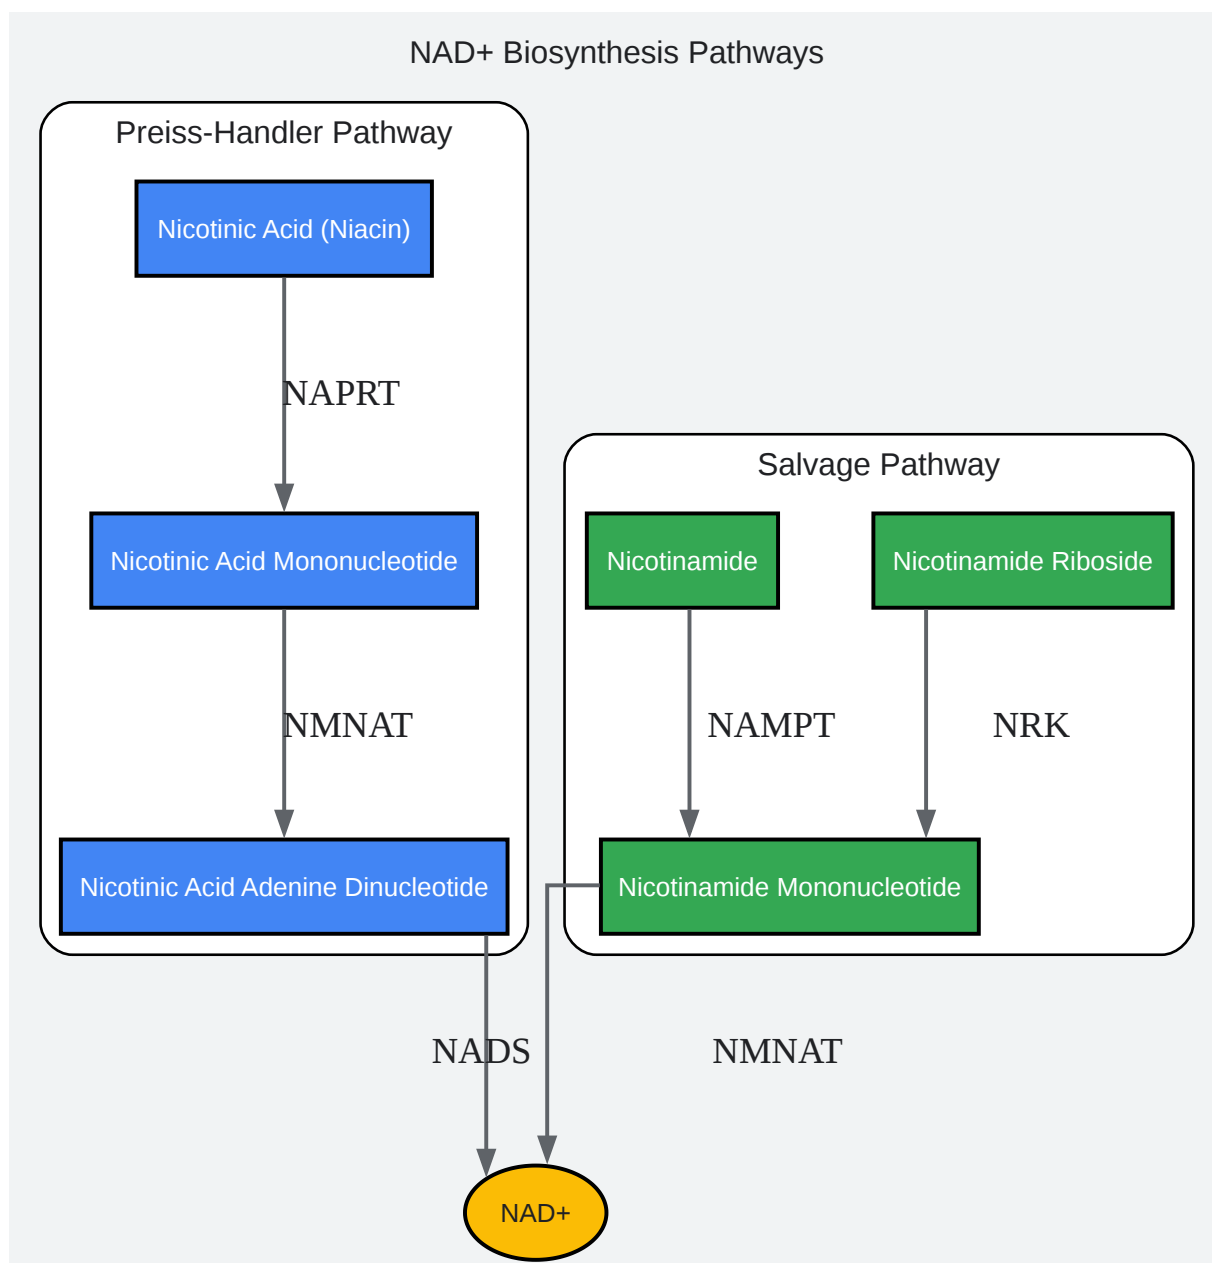 NAD+ Biosynthesis Pathways
Preiss-Handler Pathway
Nicotinic Acid (Niacin)
NAPRT
Salvage Pathway
Nicotinic Acid Mononucleotide
Nicotinamide
Nicotinamide Riboside
NMNAT
NAMPT
NRK
Nicotinic Acid Adenine Dinucleotide
Nicotinamide Mononucleotide
NADS
NMNAT
NAD+